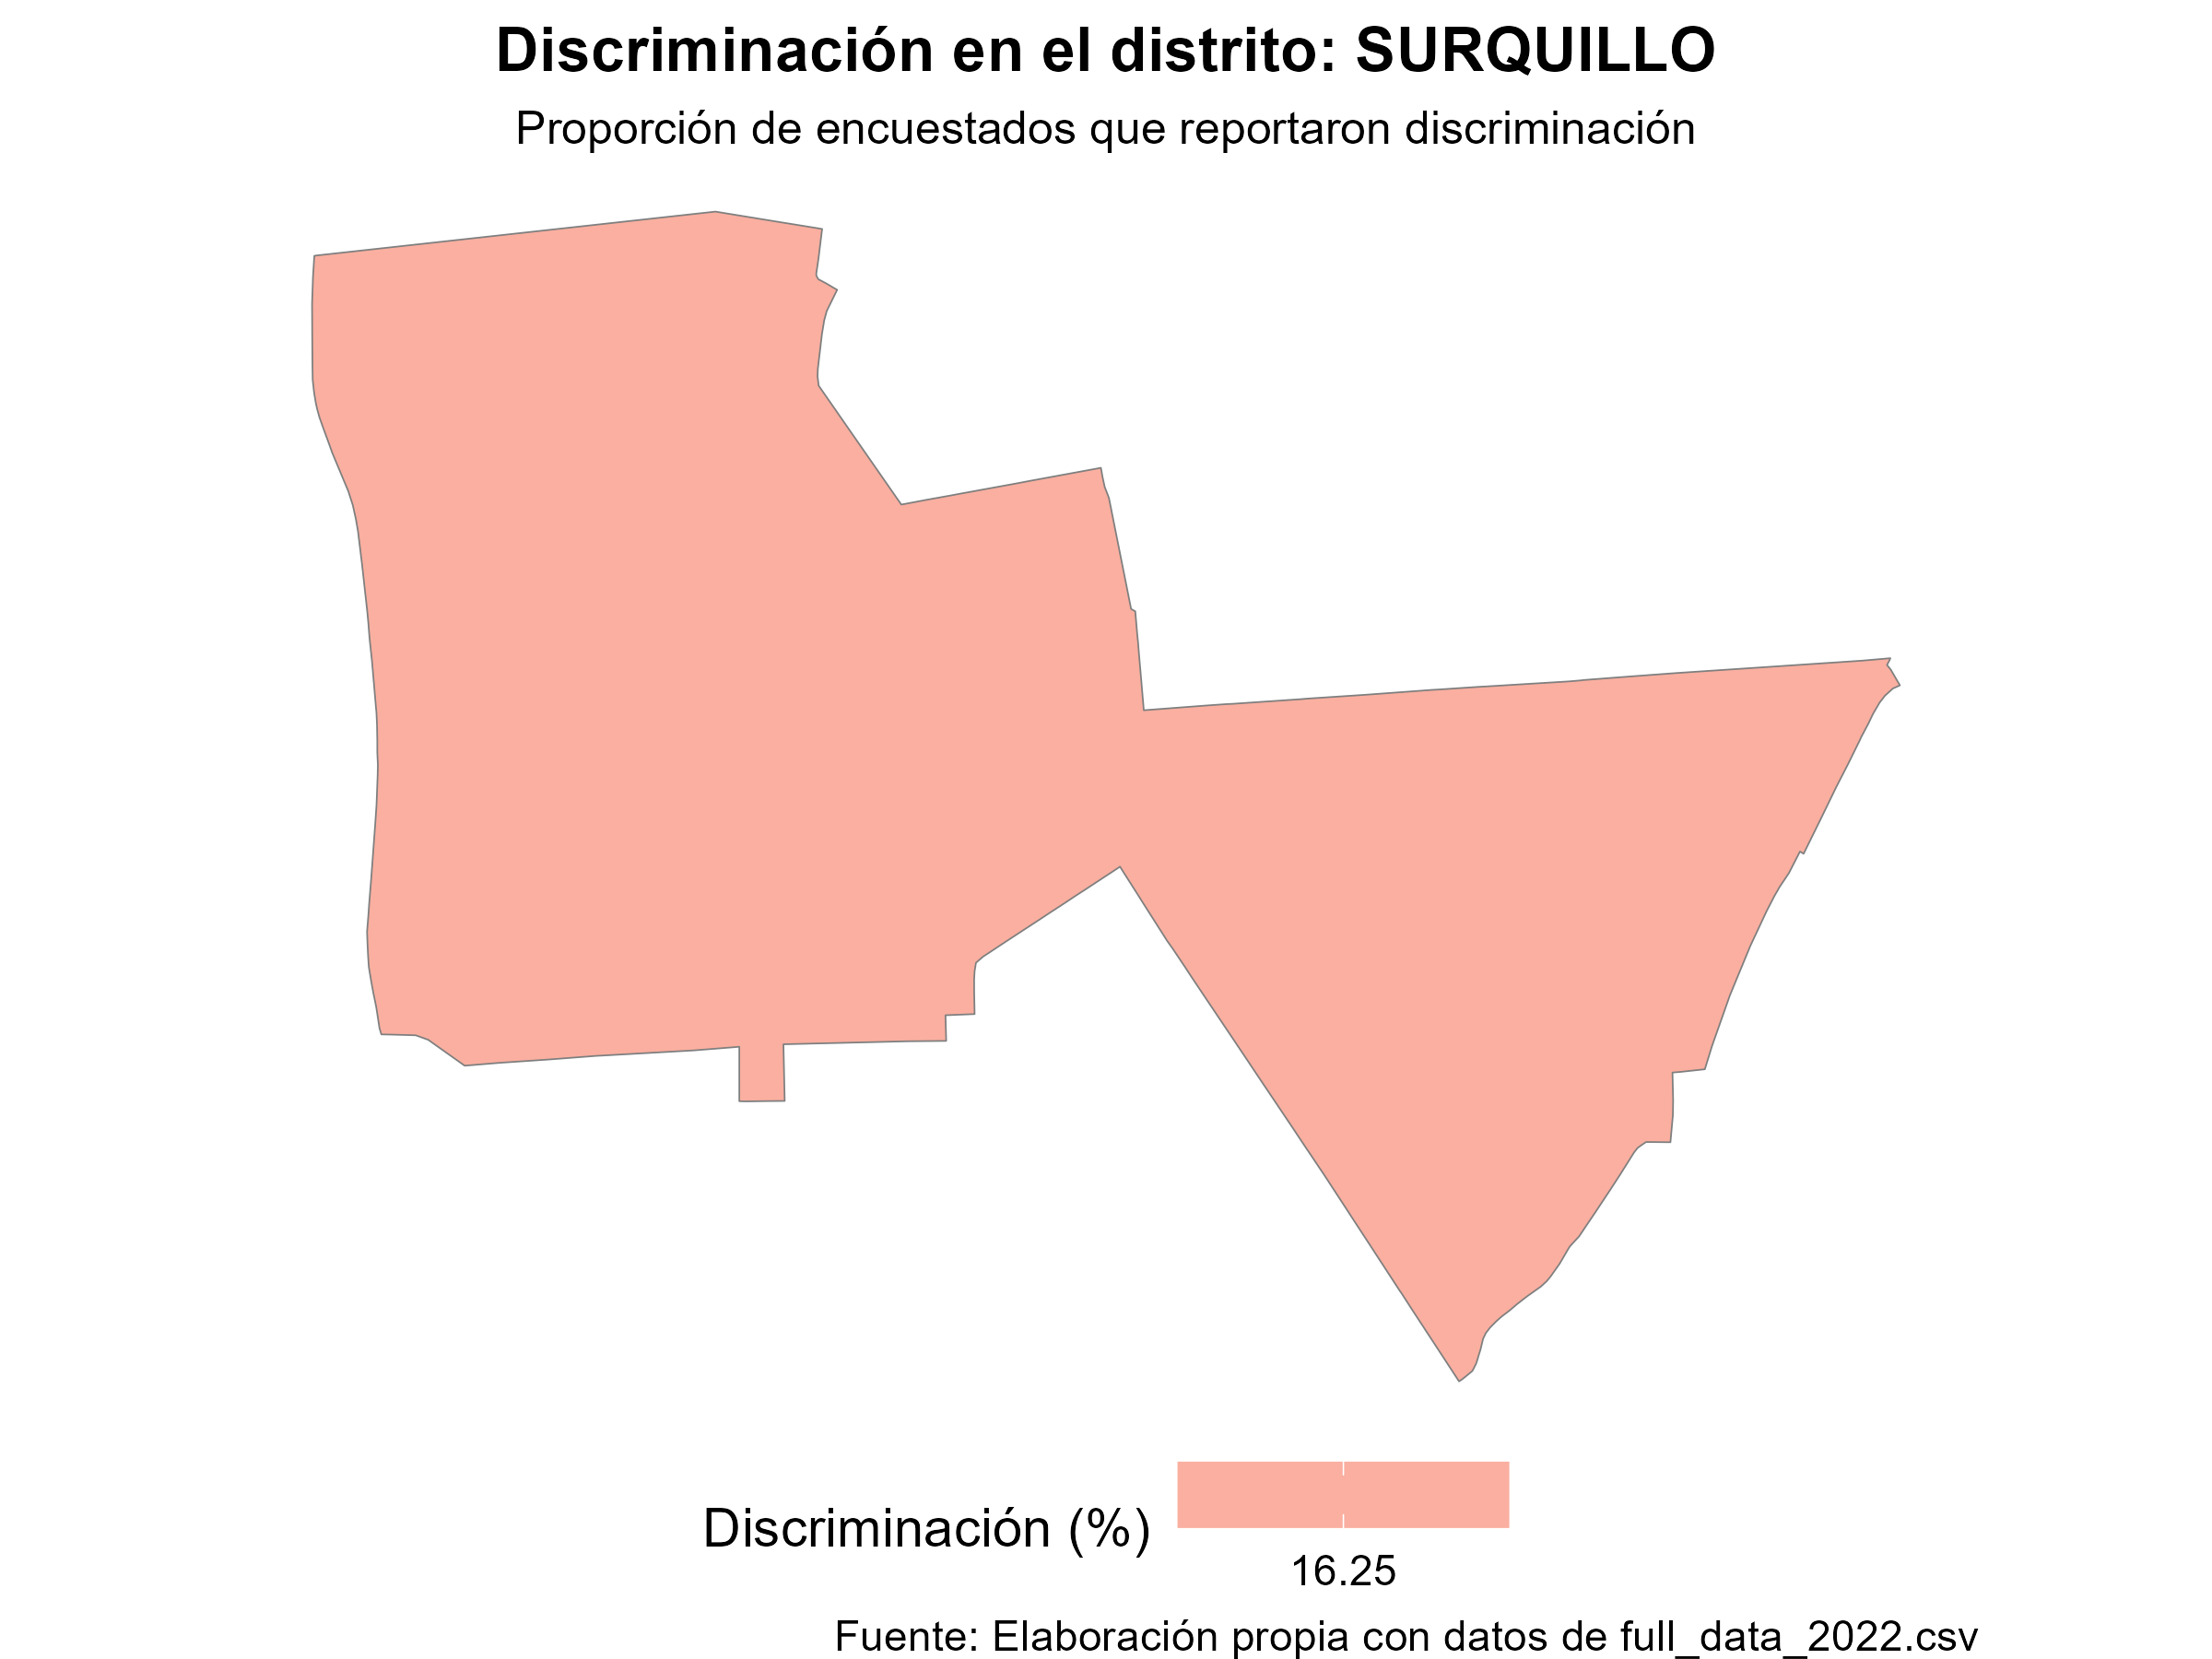 Discriminación en el distrito: SURQUILLO
Proporción de encuestados que reportaron discriminación
Discriminación (%)
16.25
Fuente: Elaboración propia con datos de full_data_2022.csv